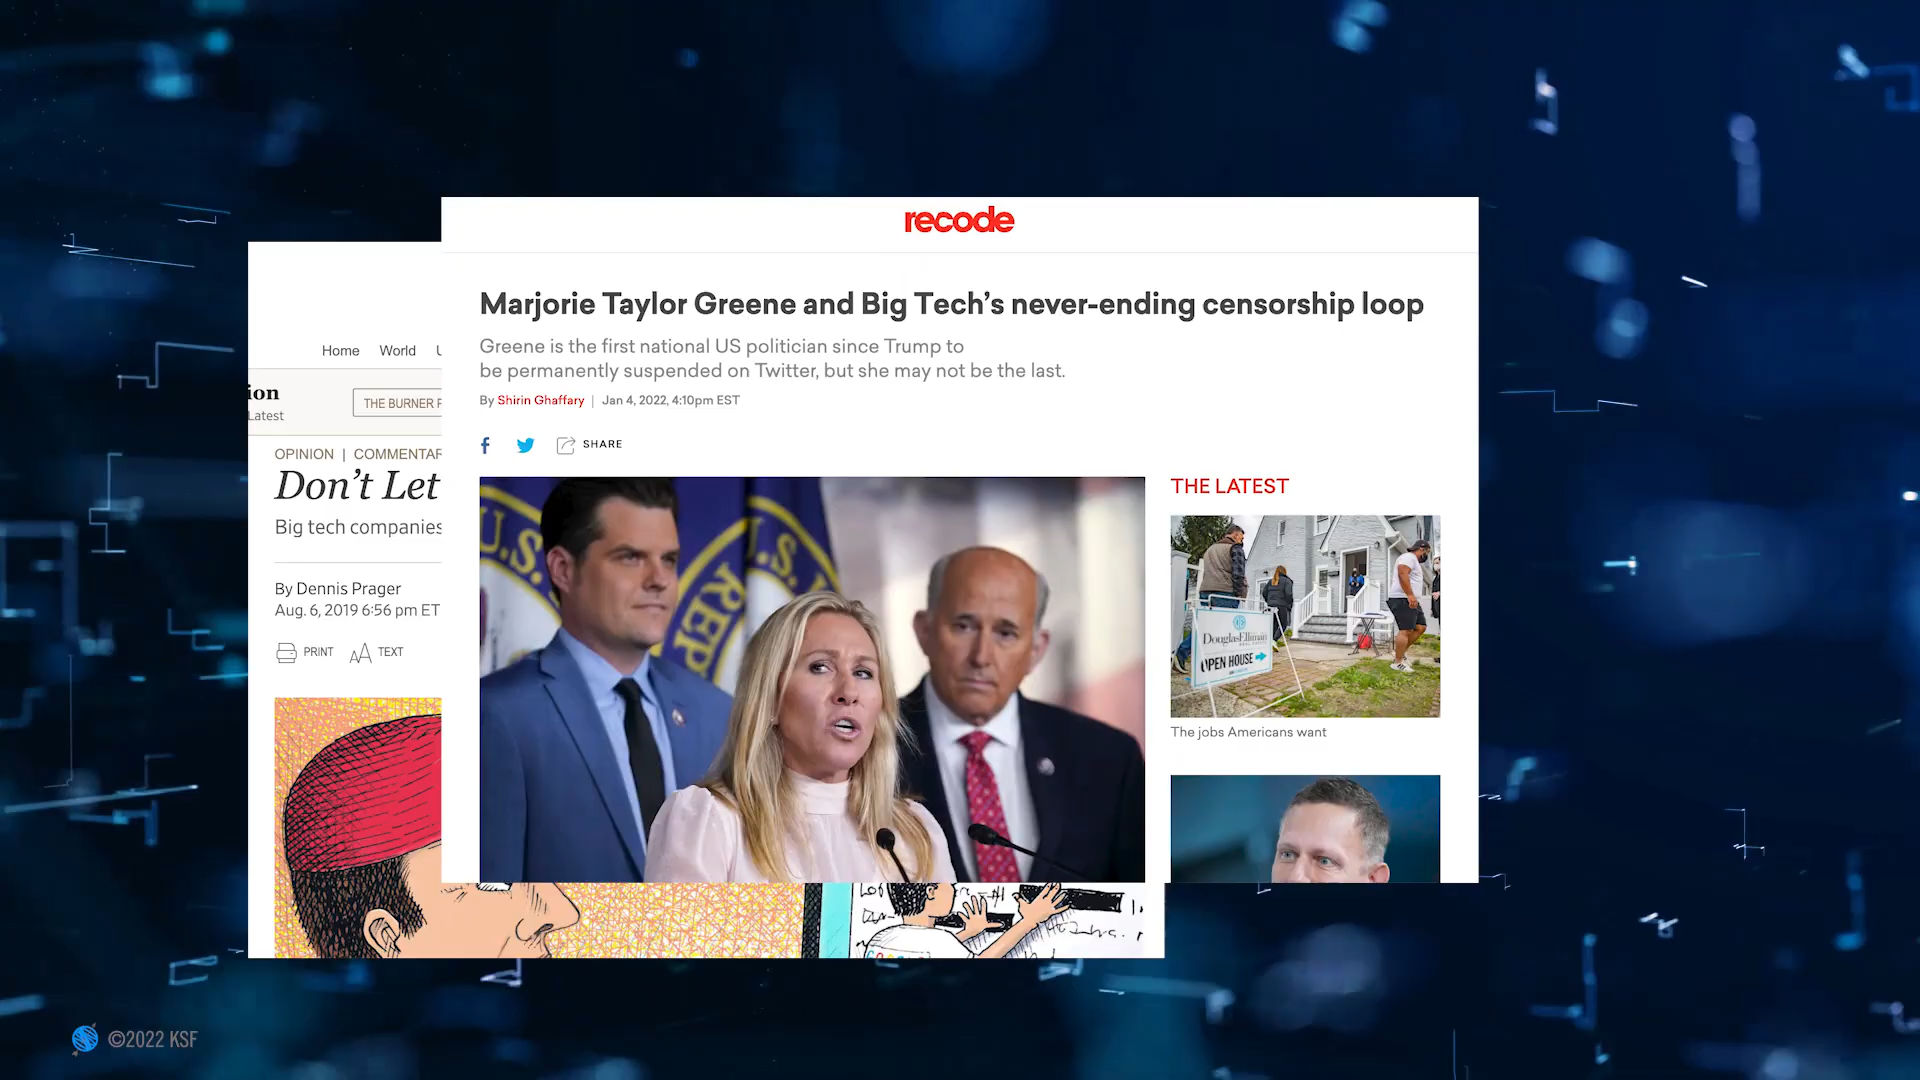 recode
Marjorie Taylor Greene and Big Tech's never-ending censorship loop
Greene is the first national US politician since Trump to
be permanently suspended on Twitter, but she may not be the last.
By Shirin Ghaffary | Jan 4, 2022, 4:10pm EST
SHARE
THE LATEST
DouglasElliman
OPEN HOUSE
The jobs Americans want
U.S.
U.S.
REP
Home World
ion
Latest
THE BURNER
OPINION | COMMENTAR
Don't Let
Big tech companies
By Dennis Prager
Aug. 6, 2019 6:56 pm ET
PRINT AA TEXT
©2022 KSF